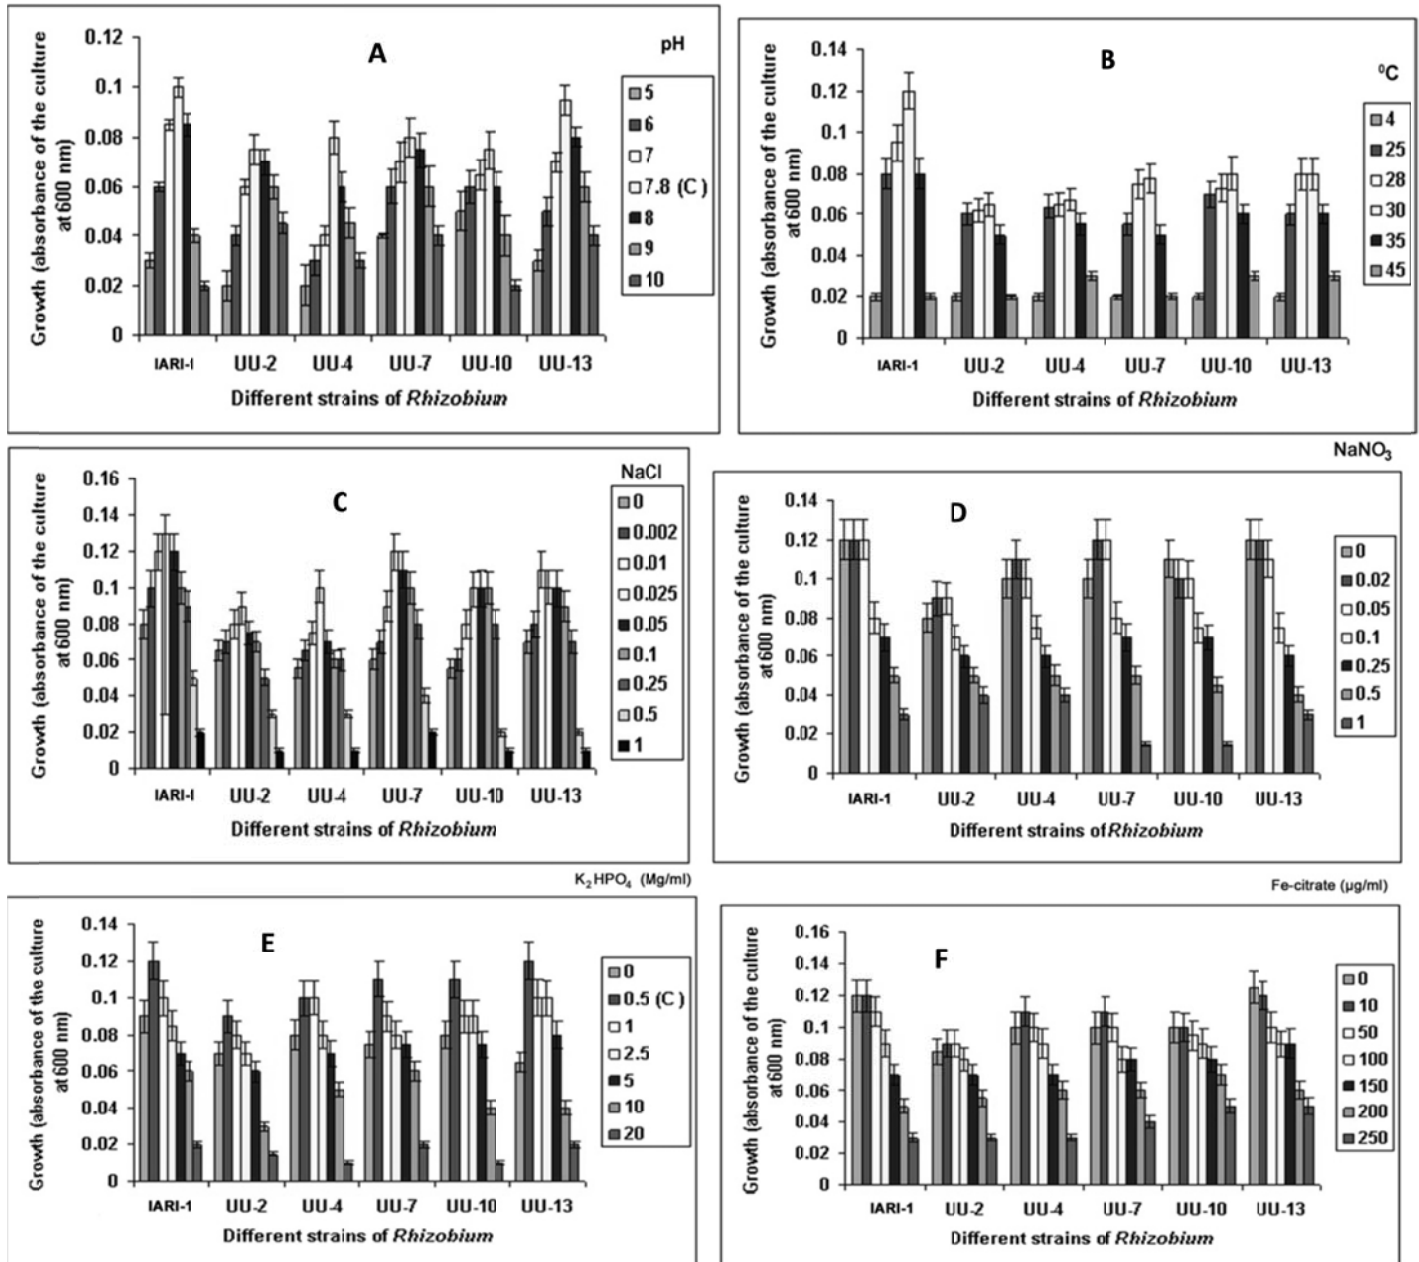 A
pH
Growth (absorbance of the culture
at 600 nm)
0.12
0.1
0.08
0.06
0.04
0.02
0
5
6
7
7.8 (C )
8
9
10
IARI-I
UU-2
UU-4
UU-7
UU-10
UU-13
Different strains of Rhizobium
B
⁰C
Growth (absorbance of the culture
at 600 nm)
0.14
0.12
0.1
0.08
0.06
0.04
0.02
0
4
25
28
30
35
45
IARI-1
UU-2
UU-4
UU-7
UU-10
UU-13
Different strains of Rhizobium
C
NaCl
Growth (absorbance of the culture
at 600 nm)
0.16
0.14
0.12
0.1
0.08
0.06
0.04
0.02
0
0
0.002
0.01
0.025
0.05
0.1
0.25
0.5
1
IARI-I
UU-2
UU-4
UU-7
UU-10
UU-13
Different strains of Rhizobium
NaNO₃
D
Growth (absorbance of the culture
at 600 nm)
0.14
0.12
0.1
0.08
0.06
0.04
0.02
0
0
0.02
0.05
0.1
0.25
0.5
1
IARI-1
UU-2
UU-4
UU-7
UU-10
UU-13
Different strains of Rhizobium
K₂HPO₄ (Mg/ml)
E
Growth (absorbance of the culture
at 600 nm)
0.14
0.12
0.1
0.08
0.06
0.04
0.02
0
0
0.5 (C )
1
2.5
5
10
20
IARI-1
UU-2
UU-4
UU-7
UU-10
UU-13
Different strains of Rhizobium
Fe-citrate (µg/ml)
F
Growth (absorbance of the culture
at 600 nm)
0.16
0.14
0.12
0.1
0.08
0.06
0.04
0.02
0
0
10
50
100
150
200
250
IARI-1
UU-2
UU-4
UU-7
UU-10
UU-13
Different strains of Rhizobium